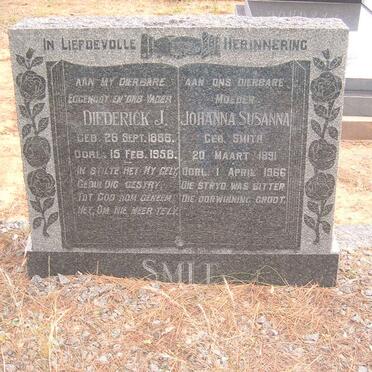 In Liefdevolle Herinnering
Aan my dierbare
Eggenoot en ons Vader
Diederick J.
Geb. 26 Sept. 1886.
Oorl. 15 Feb. 1958.
In stilte het hy gely
Geduldig gestry,
Tot God hom geneem
het, om nie meer te ly.
Aan ons dierbare
Moeder
Johanna Susanna
Geb. Smith
20 Maart 1891
Oorl. 1 April 1966
Die stryd was bitter
Die oorwinning groot.
Smit